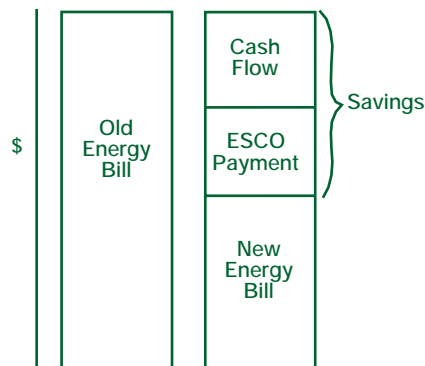 $
Old
Energy
Bill
Cash
Flow
ESCO
Payment
New
Energy
Bill
Savings